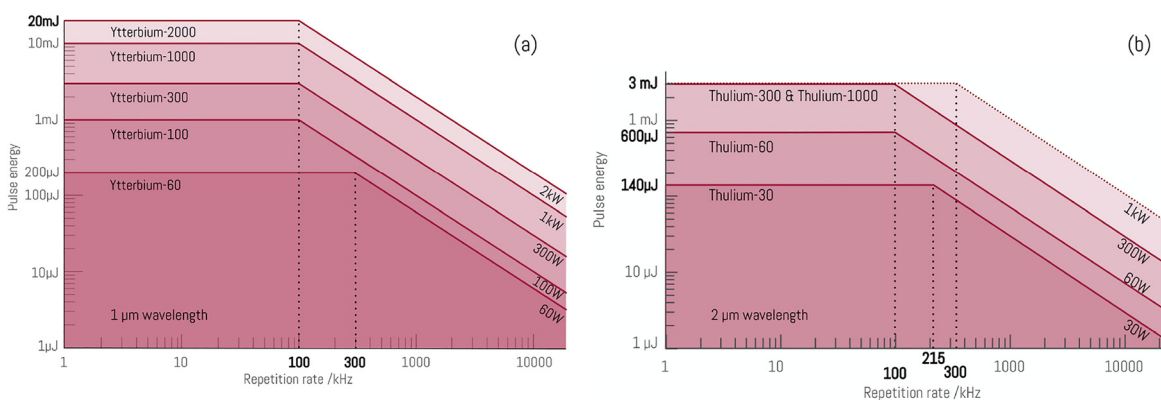 (a)
Pulse energy
20mJ
10mJ
1mJ
200µJ
100µJ
10µJ
1µJ
Ytterbium-2000
Ytterbium-1000
Ytterbium-300
Ytterbium-100
Ytterbium-60
1 µm wavelength
2kW
1kW
300W
100W
60W
1
10
100
300
1000
10000
Repetition rate /kHz
(b)
Pulse energy
3 mJ
1 mJ
600µJ
140µJ
10 µJ
1 µJ
Thulium-300 & Thulium-1000
Thulium-60
Thulium-30
2 µm wavelength
1kW
300W
60W
30W
1
10
100
215
300
1000
10000
Repetition rate /kHz